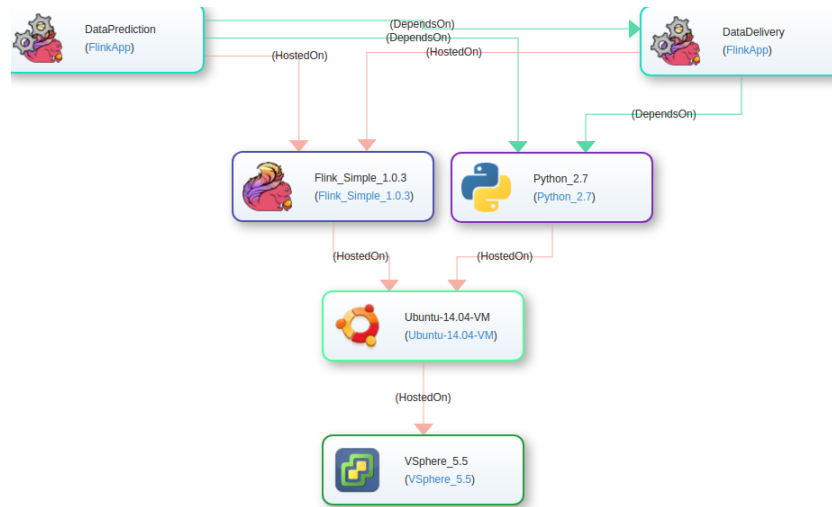 DataPrediction
(FlinkApp)
(DependsOn)
(DependsOn)
(HostedOn)
(HostedOn)
DataDelivery
(FlinkApp)
(DependsOn)
Flink_Simple_1.0.3
(Flink_Simple_1.0.3)
Python_2.7
(Python_2.7)
(HostedOn)
(HostedOn)
Ubuntu-14.04-VM
(Ubuntu-14.04-VM)
(HostedOn)
VSphere_5.5
(VSphere_5.5)